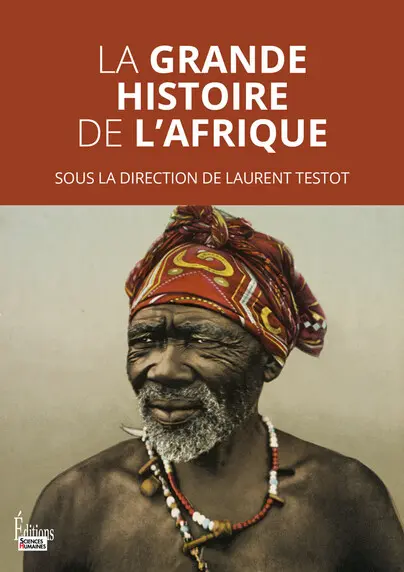 LA GRANDE
HISTOIRE
DE L'AFRIQUE
SOUS LA DIRECTION DE LAURENT TESTOT
Éditions
SCIENCES
HUMAINES